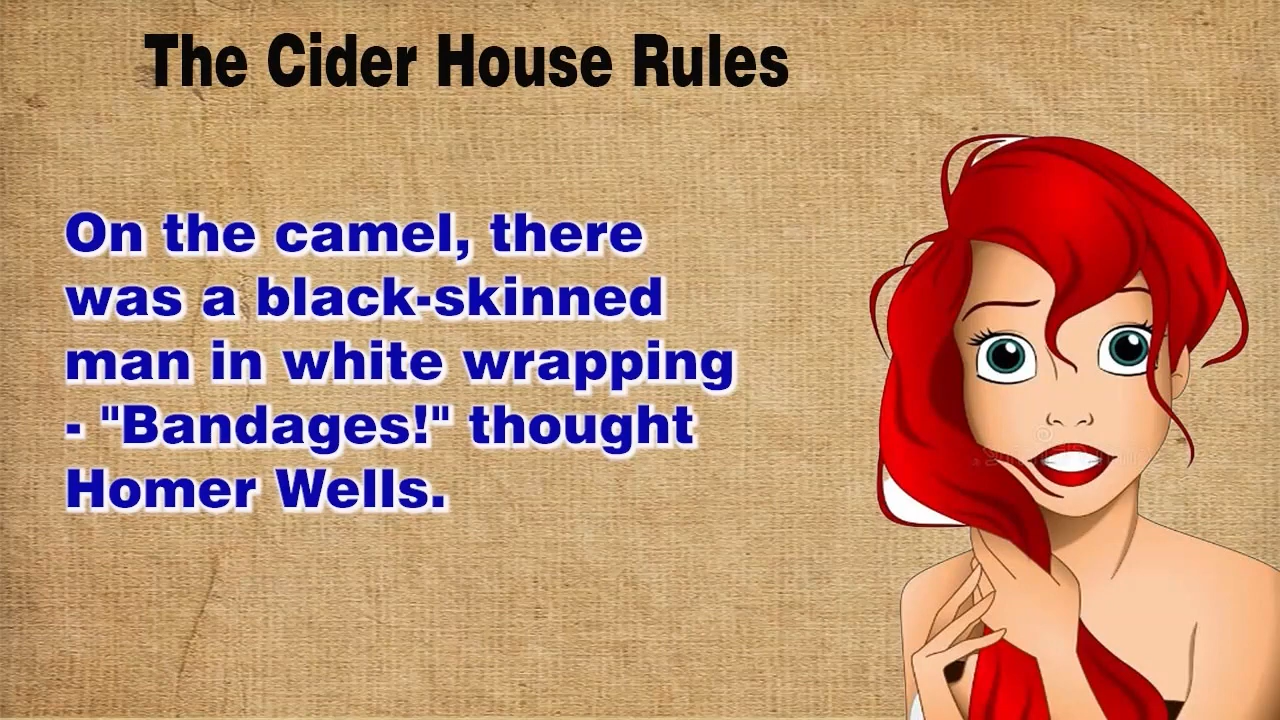 The Cider House Rules
On the camel, there
was a black-skinned
man in white wrapping
- "Bandages!" thought
Homer Wells.